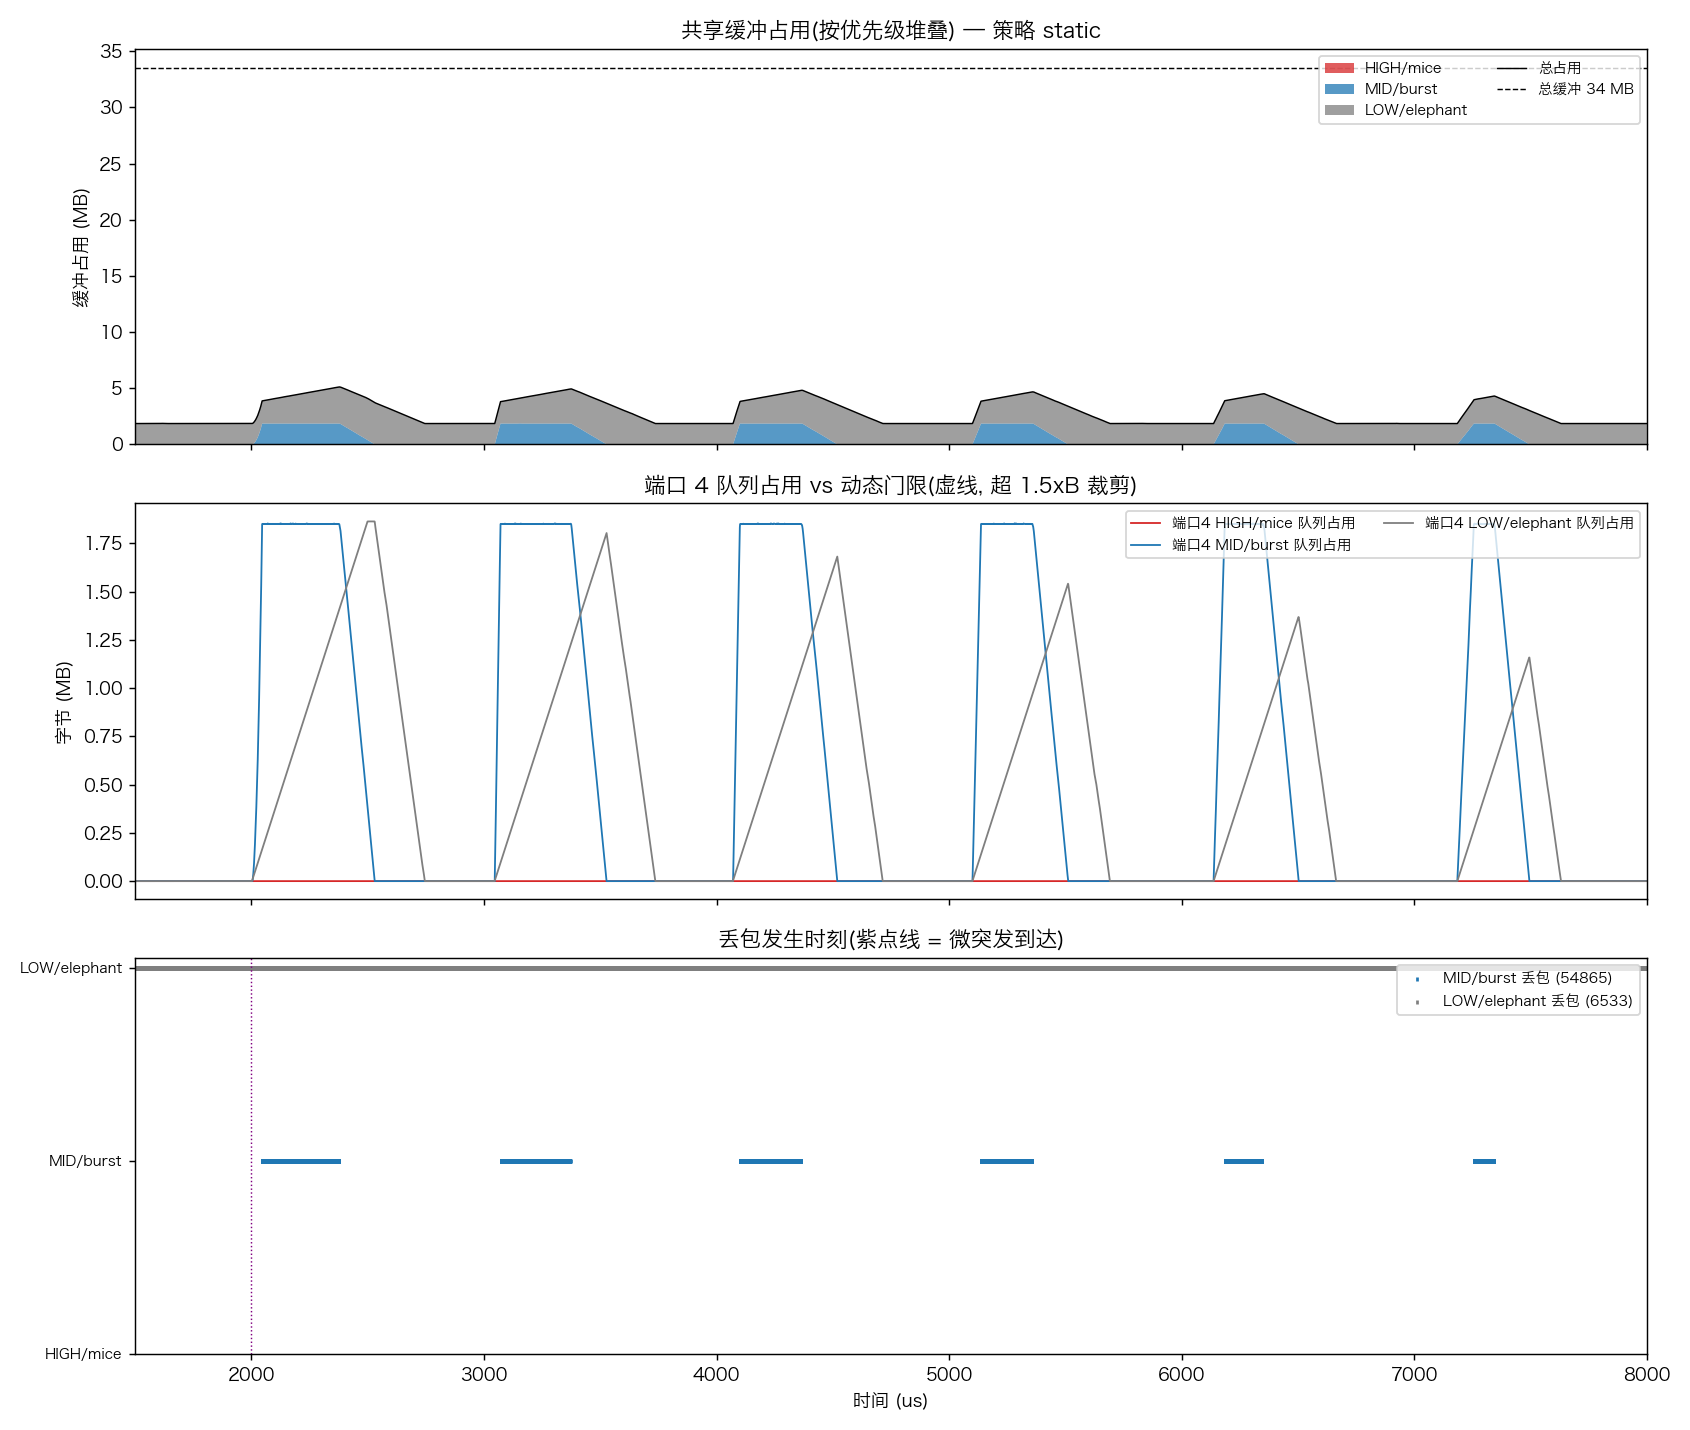 共享缓冲占用(按优先级堆叠) — 策略 static
35
30
25
20
15
10
5
0
缓冲占用 (MB)
HIGH/mice
MID/burst
LOW/elephant
总占用
总缓冲 34 MB
端口 4 队列占用 vs 动态门限(虚线, 超 1.5xB 裁剪)
1.75
1.50
1.25
1.00
0.75
0.50
0.25
0.00
字节 (MB)
端口4 HIGH/mice 队列占用
端口4 MID/burst 队列占用
端口4 LOW/elephant 队列占用
丢包发生时刻(紫点线 = 微突发到达)
LOW/elephant
MID/burst
HIGH/mice
MID/burst 丢包 (54865)
LOW/elephant 丢包 (6533)
2000
3000
4000
5000
6000
7000
8000
时间 (us)